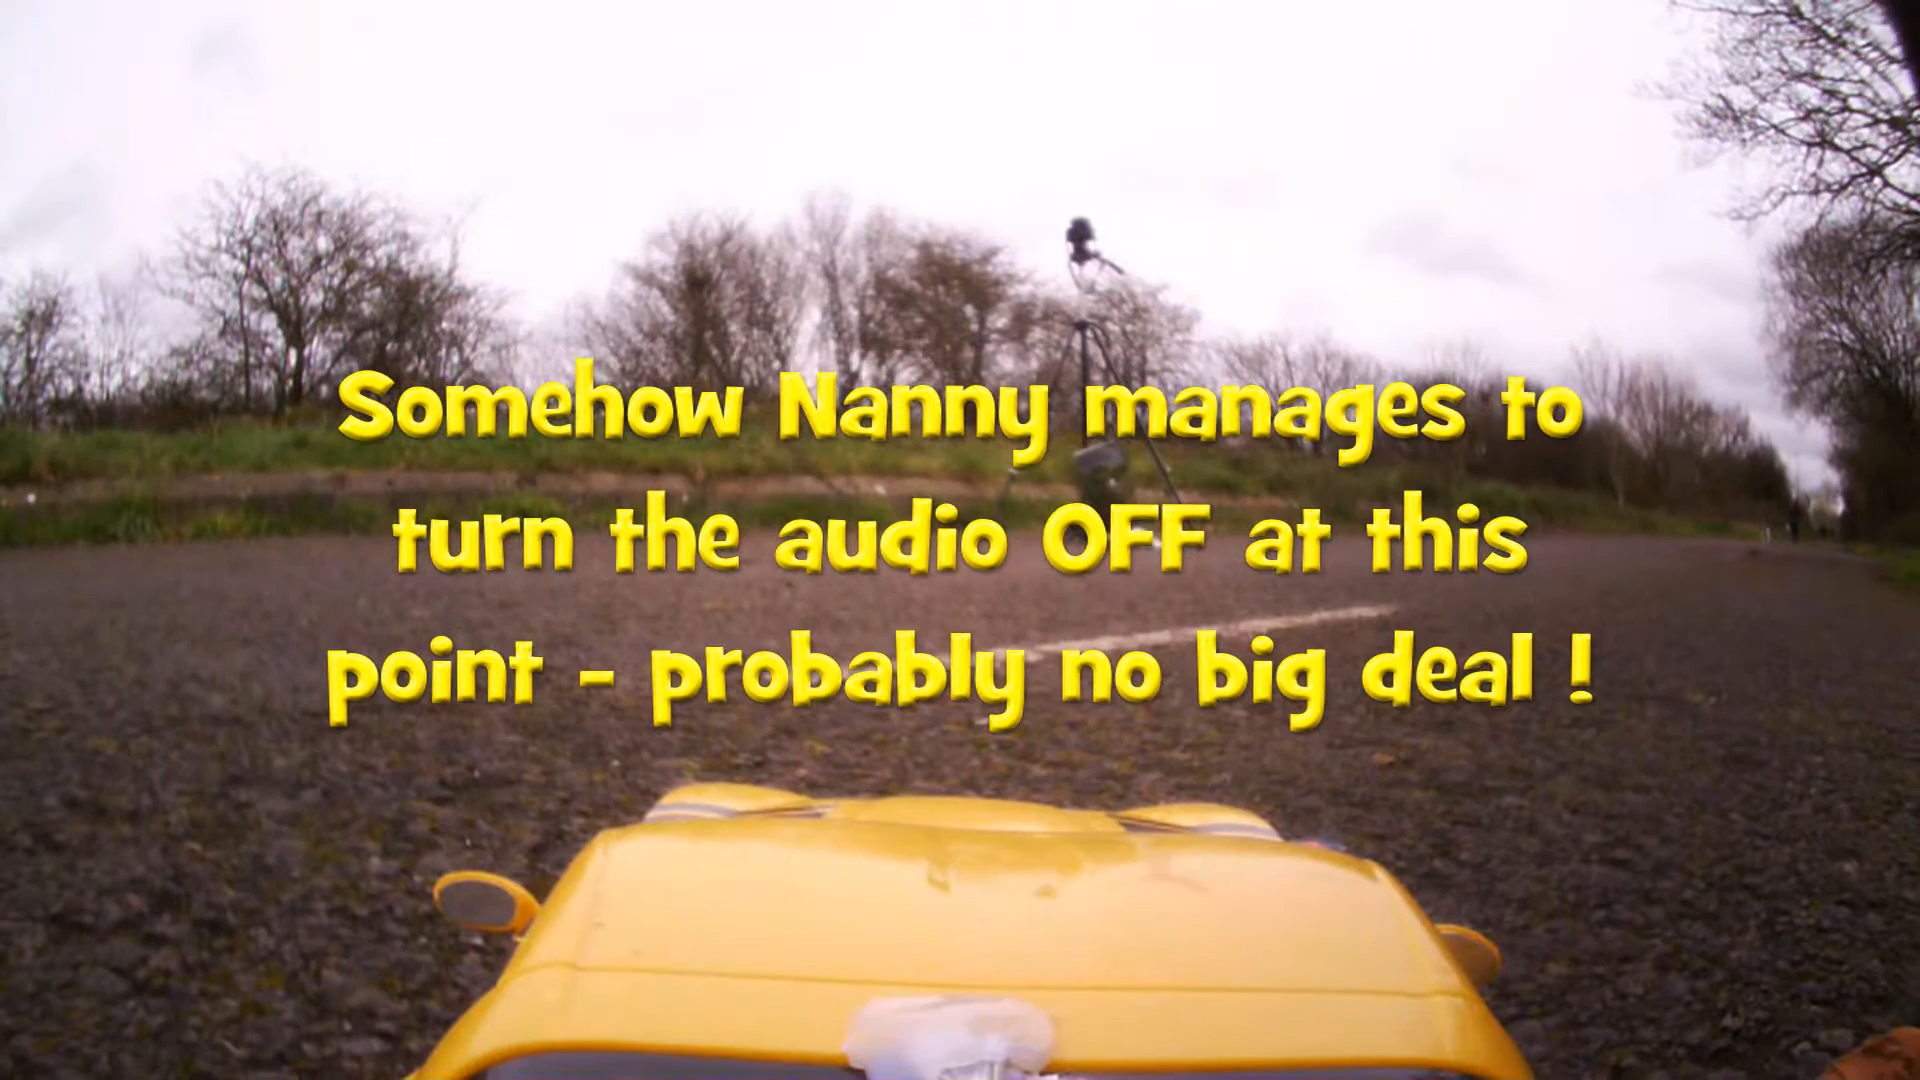 Somehow Nanny manages to
turn the audio OFF at this
point - probably no big deal !